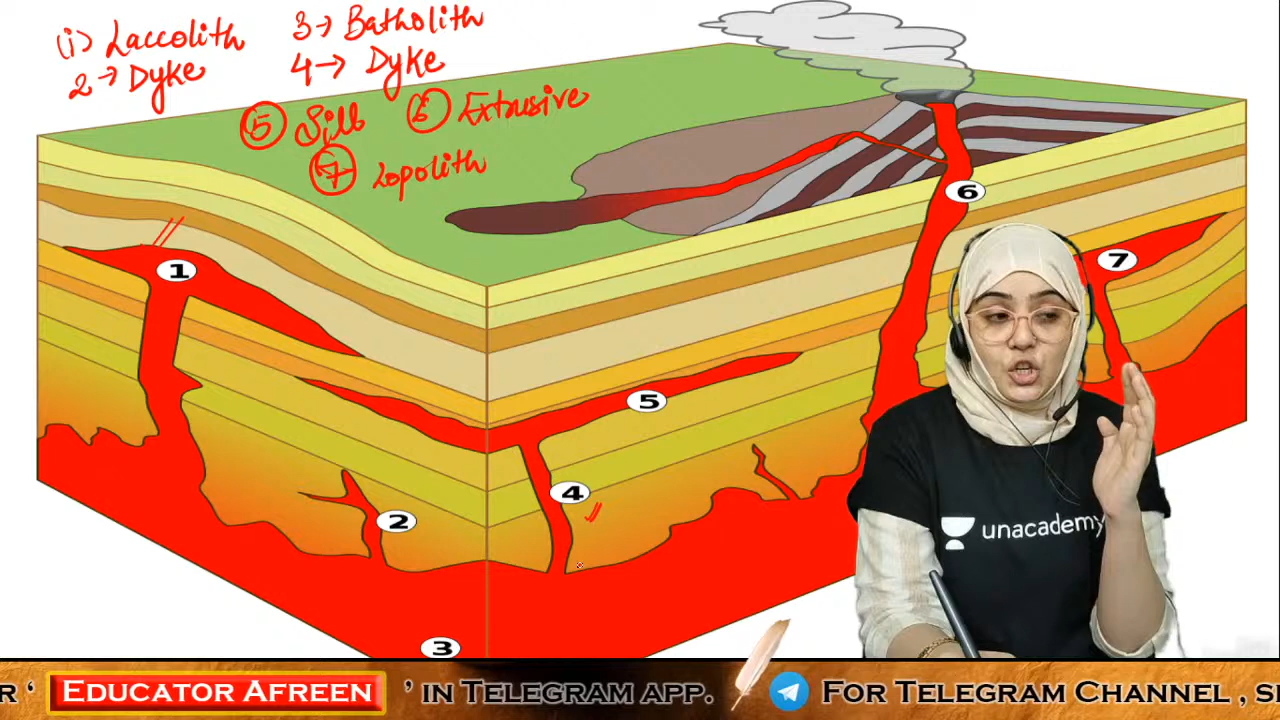 (i) Laccolith
2 → Dyke
3 → Batholith
4 → Dyke
5 Sill
6 Extrusive
7 Lopolith
1
2
3
4
5
6
7
unacademy
R ‘ EDUCATOR AFREEN ’ IN TELEGRAM APP. FOR TELEGRAM CHANNEL , SE